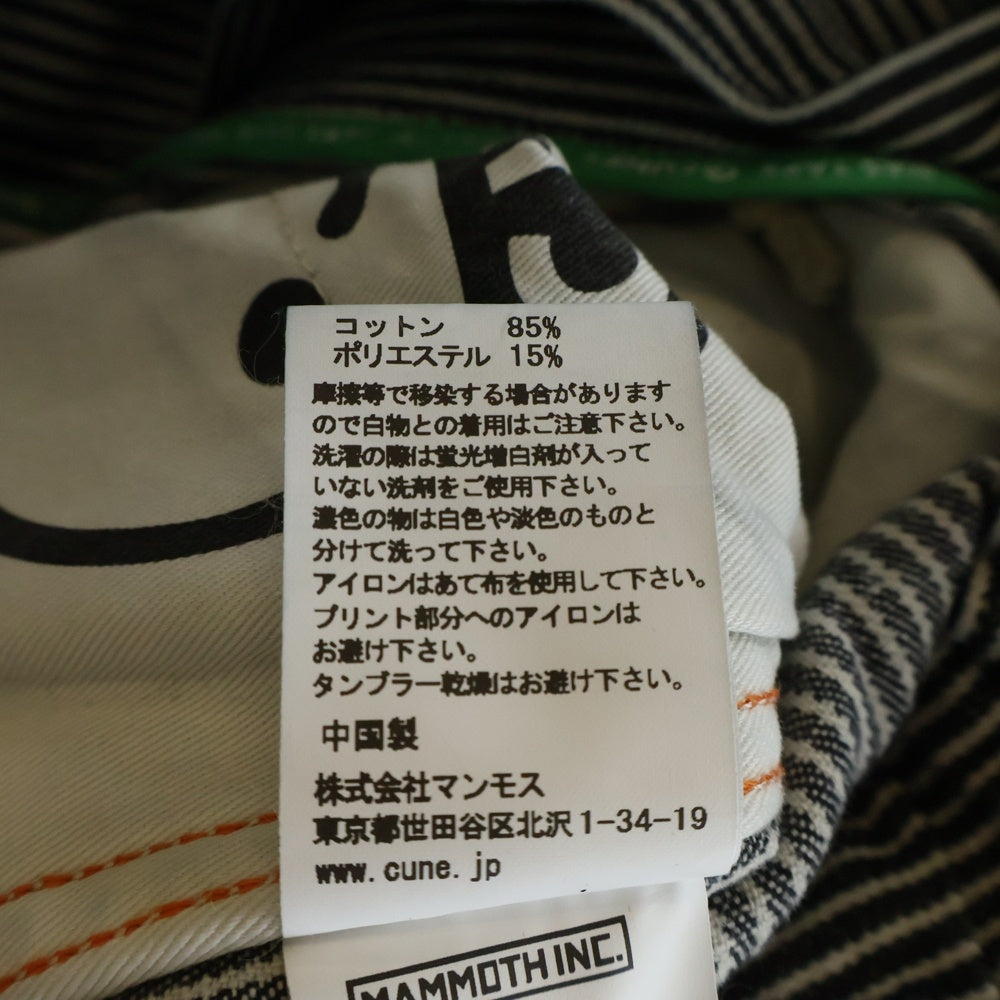 コットン 85%
ポリエステル 15%
摩擦等で移染する場合があります
ので白物との着用はご注意下さい。
洗濯の際は蛍光増白剤が入って
いない洗剤をご使用下さい。
濃色の物は白色や淡色のものと
分けて洗って下さい。
アイロンはあて布を使用して下さい。
プリント部分へのアイロンは
お避け下さい。
タンブラー乾燥はお避け下さい。
中国製
株式会社マンモス
東京都世田谷区北沢1-34-19
www.cune.jp
MAMMOTH INC.